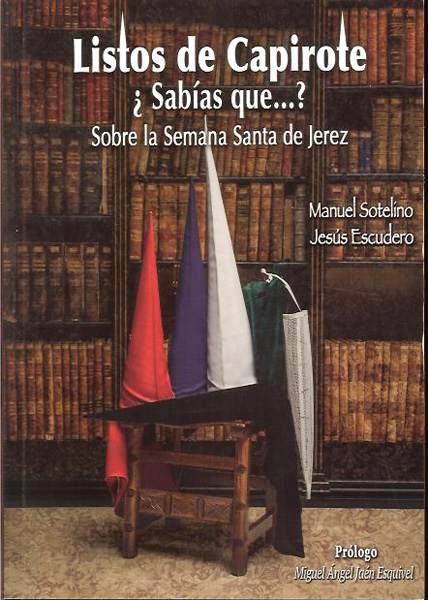 Listos de Capirote
¿Sabías que...?
Sobre la Semana Santa de Jerez
Manuel Sotelino
Jesús Escudero
Prólogo
Miguel Ángel Jaén Esquivel